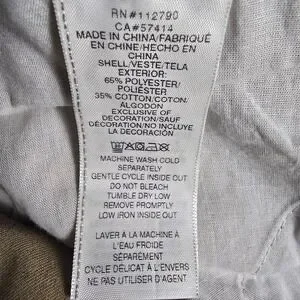 RN#112790
CA#57414
MADE IN CHINA/FABRIQUÉ
EN CHINE/HECHO EN
CHINA
SHELL/VESTE/TELA
EXTERIOR:
65% POLYESTER/
POLIÉSTER
35% COTTON/COTON/
ALGODON
EXCLUSIVE OF
DECORATION/SAUF
DÉCORATION/NO INCLUYE
LA DECORACIÓN
MACHINE WASH COLD
SEPARATELY
GENTLE CYCLE INSIDE OUT
DO NOT BLEACH
TUMBLE DRY LOW
REMOVE PROMPTLY
LOW IRON INSIDE OUT
LAVER À LA MACHINE À
L'EAU FROIDE
SÉPARÉMENT
CYCLE DÉLICAT À L'ENVERS
NE PAS UTILISER D'AGENT